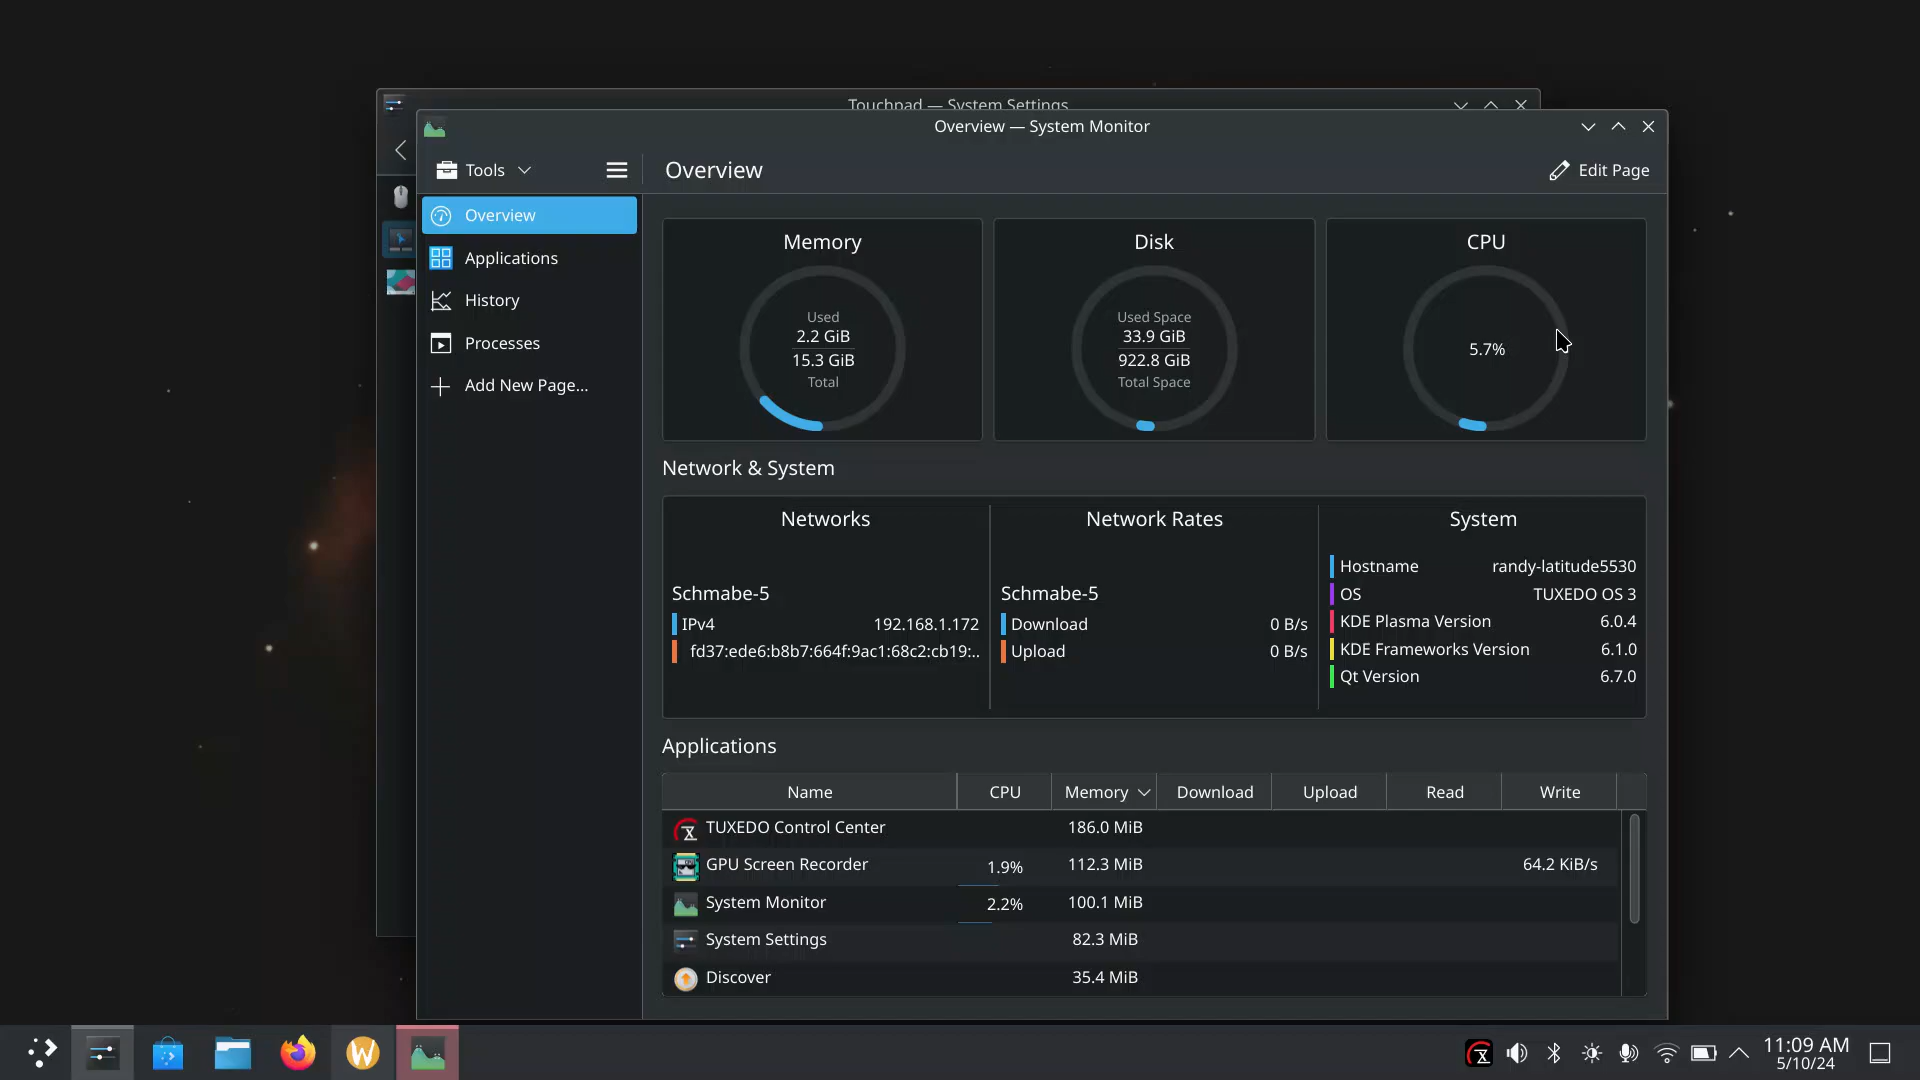 Touchpad — System Settings
Overview — System Monitor
Tools
Overview
Edit Page
Overview
Applications
History
Processes
Add New Page...
Memory
Used
2.2 GiB
15.3 GiB
Total
Disk
Used Space
33.9 GiB
922.8 GiB
Total Space
CPU
5.7%
Network & System
Networks
Schmabe-5
IPv4 192.168.1.172
fd37:ede6:b8b7:664f:9ac1:68c2:cb19:..
Network Rates
Schmabe-5
Download 0 B/s
Upload 0 B/s
System
Hostname randy-latitude5530
OS TUXEDO OS 3
KDE Plasma Version 6.0.4
KDE Frameworks Version 6.1.0
Qt Version 6.7.0
Applications
Name CPU Memory Download Upload Read Write
TUXEDO Control Center 186.0 MiB
GPU Screen Recorder 1.9% 112.3 MiB 64.2 KiB/s
System Monitor 2.2% 100.1 MiB
System Settings 82.3 MiB
Discover 35.4 MiB
11:09 AM
5/10/24